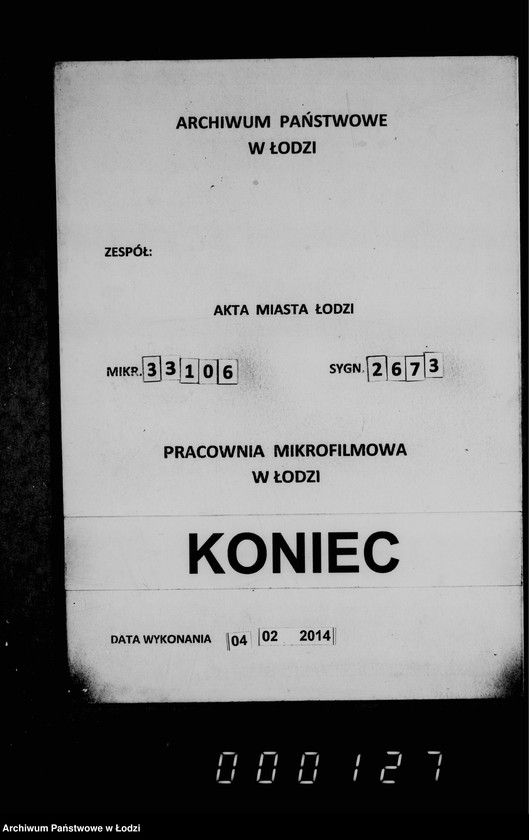 ARCHIWUM PAŃSTWOWE
W ŁODZI
ZESPÓŁ:
AKTA MIASTA ŁODZI
MIKR. 33106 SYGN. 2673
PRACOWNIA MIKROFILMOWA
W ŁODZI
KONIEC
DATA WYKONANIA 04 02 2014
000127
Archiwum Państwowe w Łodzi